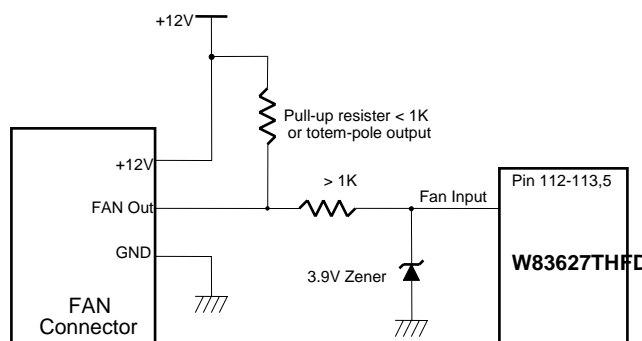 +12V
Pull-up resister < 1K
or totem-pole output
+12V
> 1K
Pin 112-113,5
FAN Out
Fan Input
GND
W83627THFD
3.9V Zener
FAN
Connector